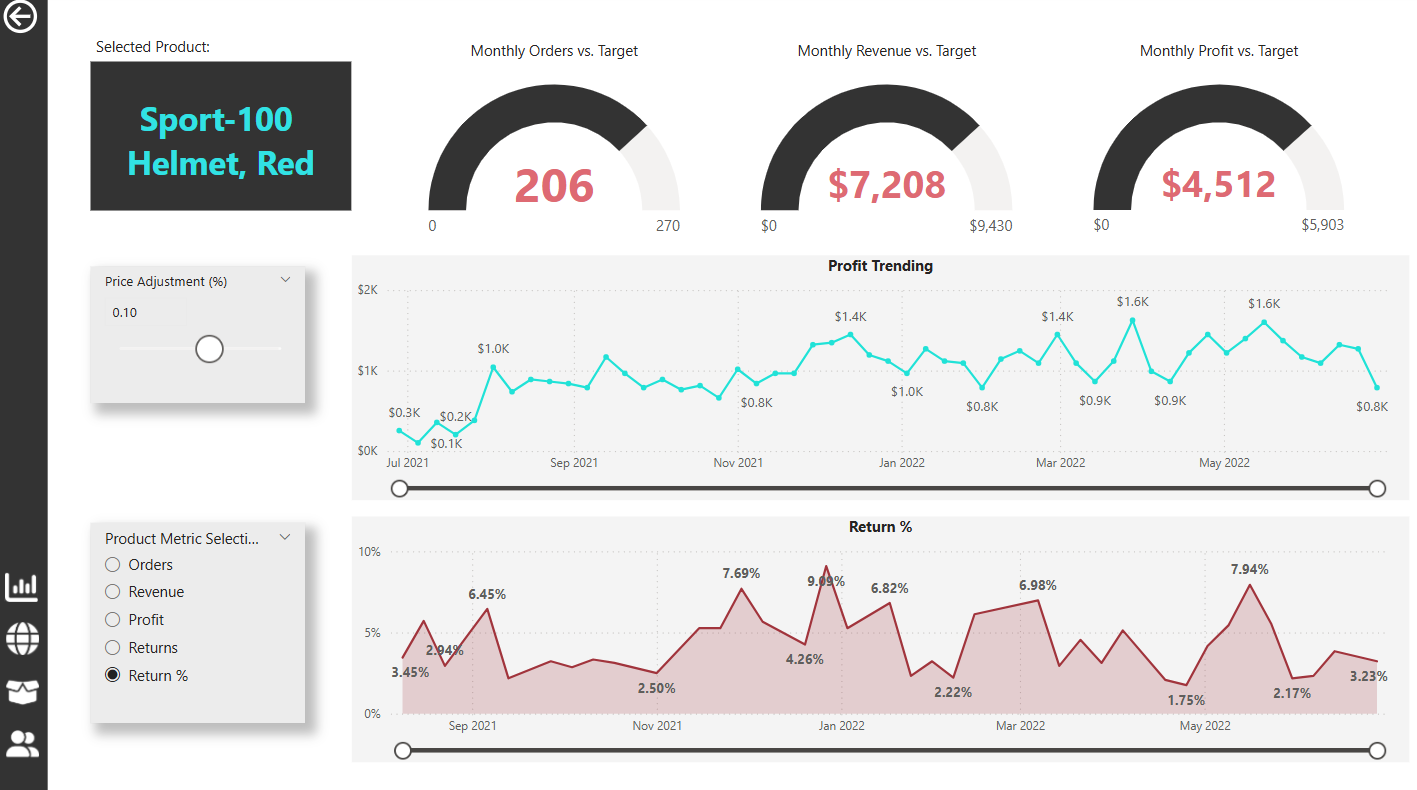 Selected Product:
Sport-100
Helmet, Red
Monthly Orders vs. Target
206
0
270
Monthly Revenue vs. Target
$7,208
$0
$9,430
Monthly Profit vs. Target
$4,512
$0
$5,903
Price Adjustment (%)
0.10
Profit Trending
$2K
$1K
$0K
$0.3K
$0.1K
$0.2K
$1.0K
$0.8K
$1.4K
$1.0K
$0.8K
$1.4K
$0.9K
$1.6K
$0.9K
$1.6K
$0.8K
Jul 2021
Sep 2021
Nov 2021
Jan 2022
Mar 2022
May 2022
Product Metric Selecti...
Orders
Revenue
Profit
Returns
Return %
Return %
10%
5%
0%
3.45%
2.94%
6.45%
2.50%
7.69%
4.26%
9.09%
6.82%
2.22%
6.98%
1.75%
7.94%
2.17%
3.23%
Sep 2021
Nov 2021
Jan 2022
Mar 2022
May 2022